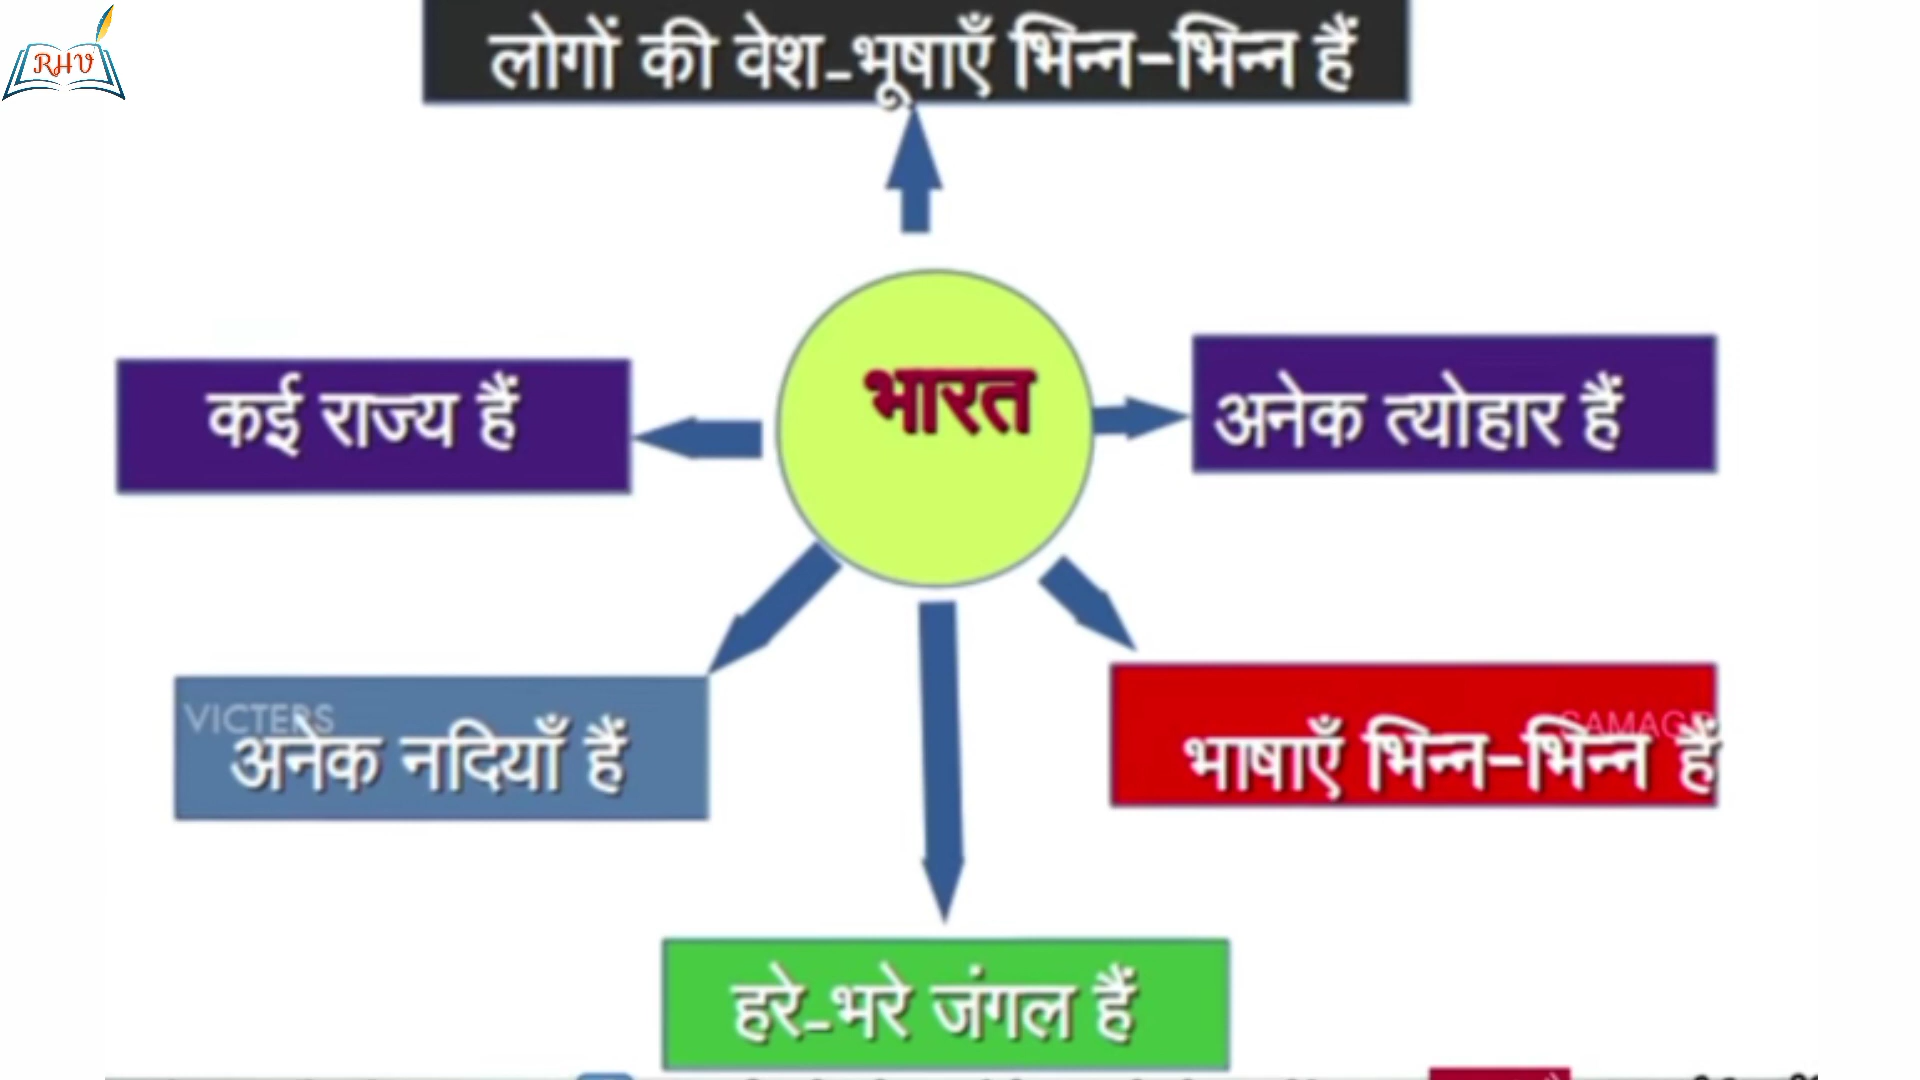 RHV
लोगों की वेश-भूषाएँ भिन्न-भिन्न हैं
भारत
कई राज्य हैं
अनेक त्योहार हैं
VICTERS
अनेक नदियाँ हैं
भाषाएँ भिन्न-भिन्न हैं
हरे-भरे जंगल हैं